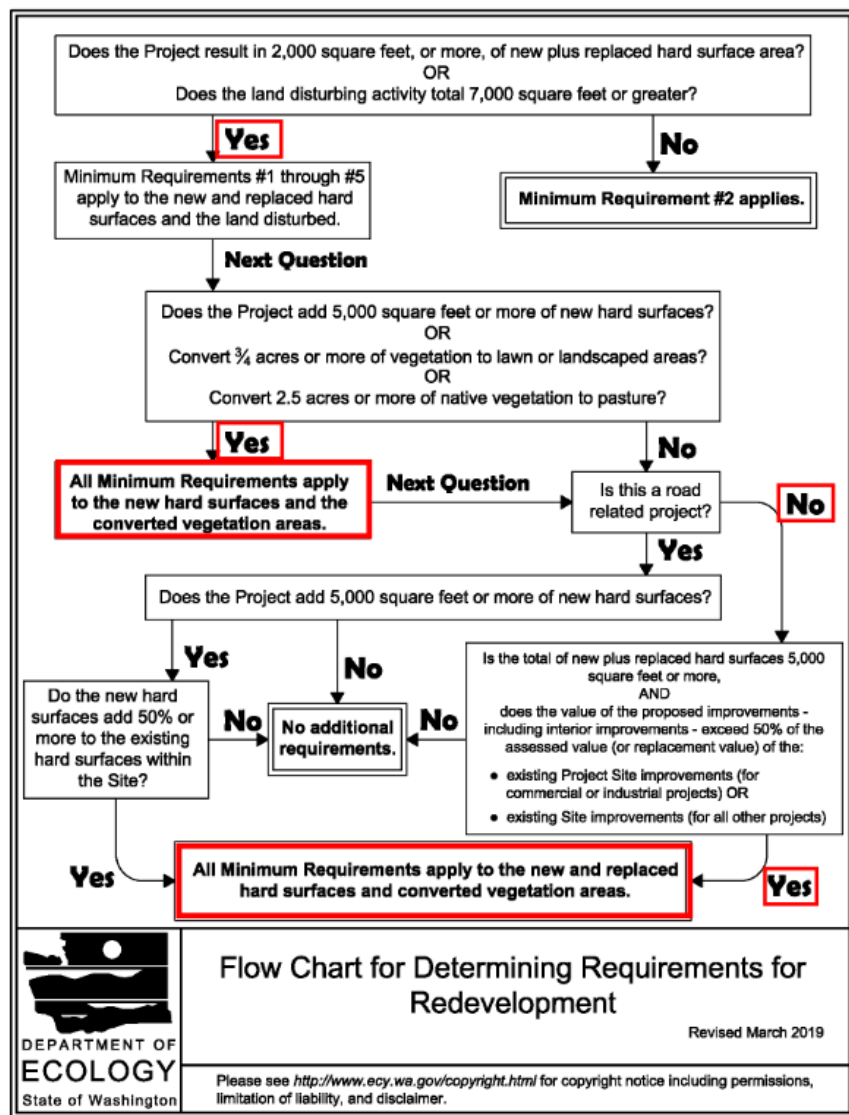 Does the Project result in 2,000 square feet, or more, of new plus replaced hard surface area?
OR
Does the land disturbing activity total 7,000 square feet or greater?
Yes
No
Minimum Requirements #1 through #5
apply to the new and replaced hard
surfaces and the land disturbed.
Minimum Requirement #2 applies.
Next Question
Does the Project add 5,000 square feet or more of new hard surfaces?
OR
Convert ¾ acres or more of vegetation to lawn or landscaped areas?
OR
Convert 2.5 acres or more of native vegetation to pasture?
Yes
No
All Minimum Requirements apply
to the new hard surfaces and the
converted vegetation areas.
Next Question
Is this a road
related project?
No
Yes
Does the Project add 5,000 square feet or more of new hard surfaces?
Yes
No
Do the new hard
surfaces add 50% or
more to the existing
hard surfaces within
the Site?
No
No additional
requirements.
No
Is the total of new plus replaced hard surfaces 5,000
square feet or more,
AND
does the value of the proposed improvements -
including interior improvements - exceed 50% of the
assessed value (or replacement value) of the:
• existing Project Site improvements (for
commercial or industrial projects) OR
• existing Site improvements (for all other projects)
Yes
All Minimum Requirements apply to the new and replaced
hard surfaces and converted vegetation areas.
Yes
DEPARTMENT OF
ECOLOGY
State of Washington
Flow Chart for Determining Requirements for
Redevelopment
Revised March 2019
Please see http://www.ecy.wa.gov/copyright.html for copyright notice including permissions,
limitation of liability, and disclaimer.